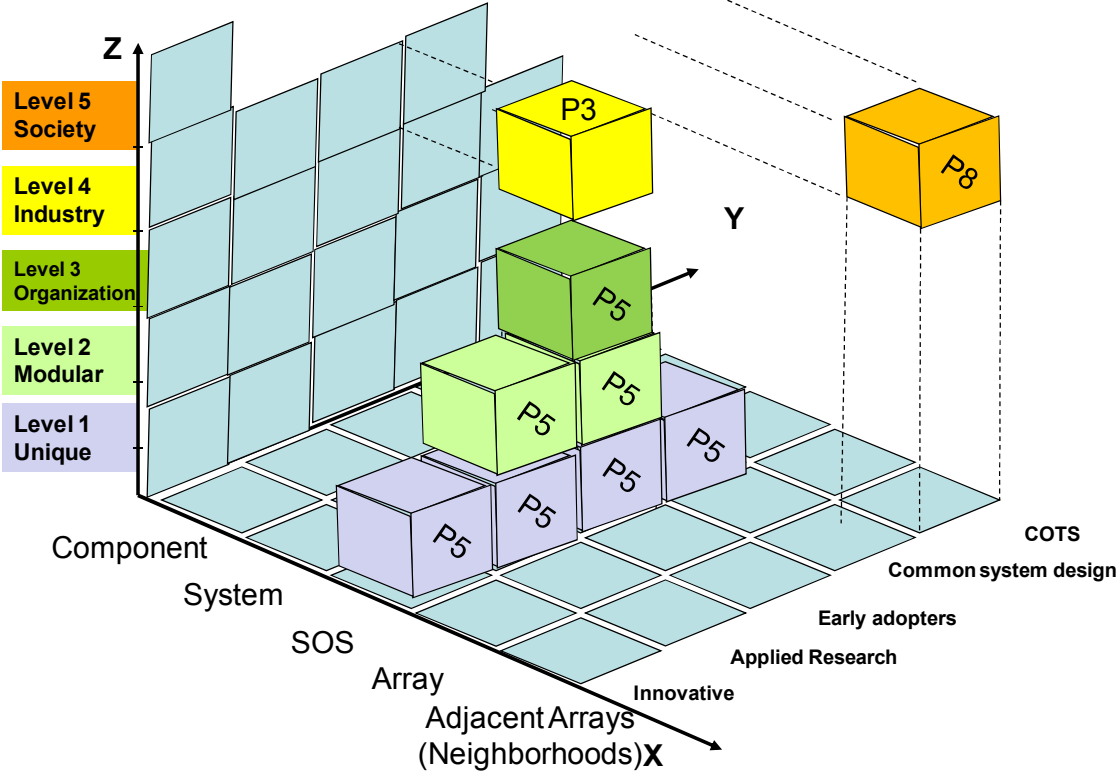 Z
Level 5
Society
Level 4
Industry
Level 3
Organization
Level 2
Modular
Level 1
Unique
P3
P8
Y
P5
P5
P5
P5
P5
P5
P5
Component
System
SOS
Array
Adjacent Arrays
(Neighborhoods)
X
COTS
Common system design
Early adopters
Applied Research
Innovative